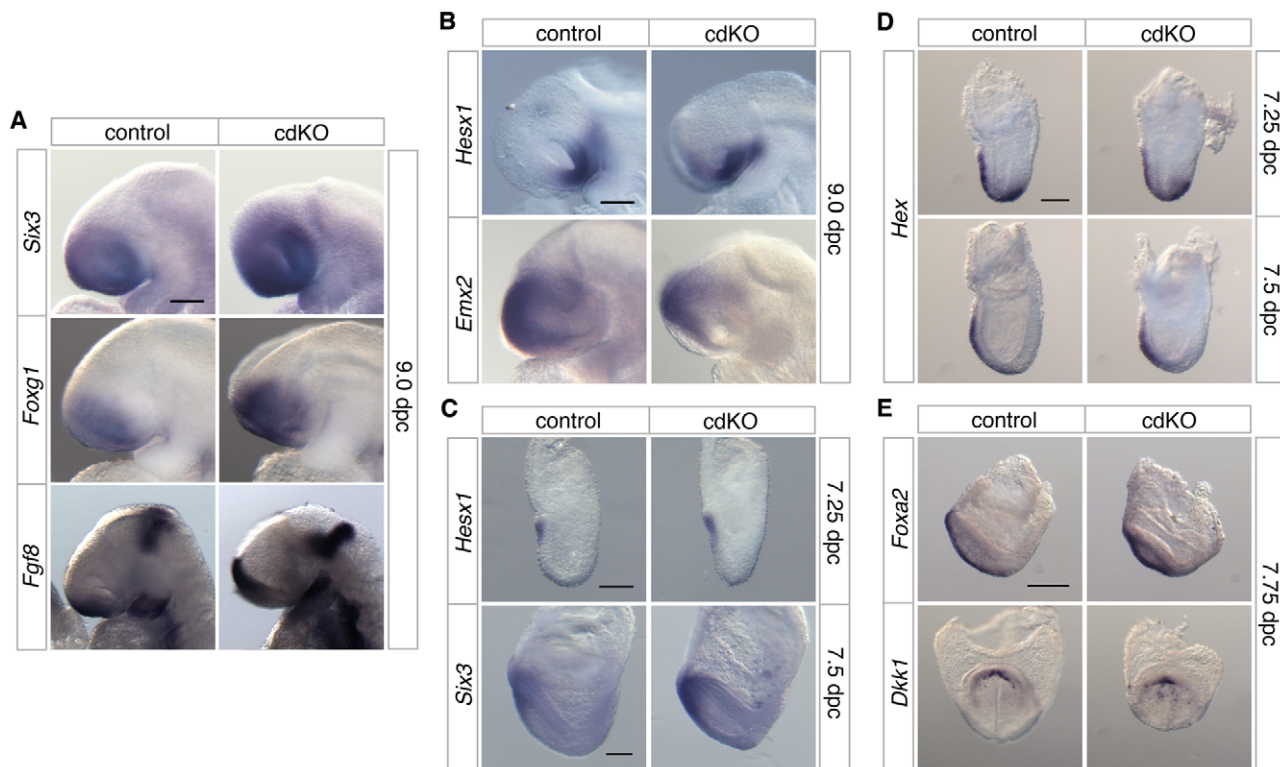 A
control cdKO
Six3
Foxg1
Fgf8
9.0 dpc
B
control cdKO
Hesx1
Emx2
9.0 dpc
C
control cdKO
Hesx1
7.25 dpc
Six3
7.5 dpc
D
control cdKO
Hex
7.25 dpc
7.5 dpc
E
control cdKO
Foxa2
Dkk1
7.75 dpc